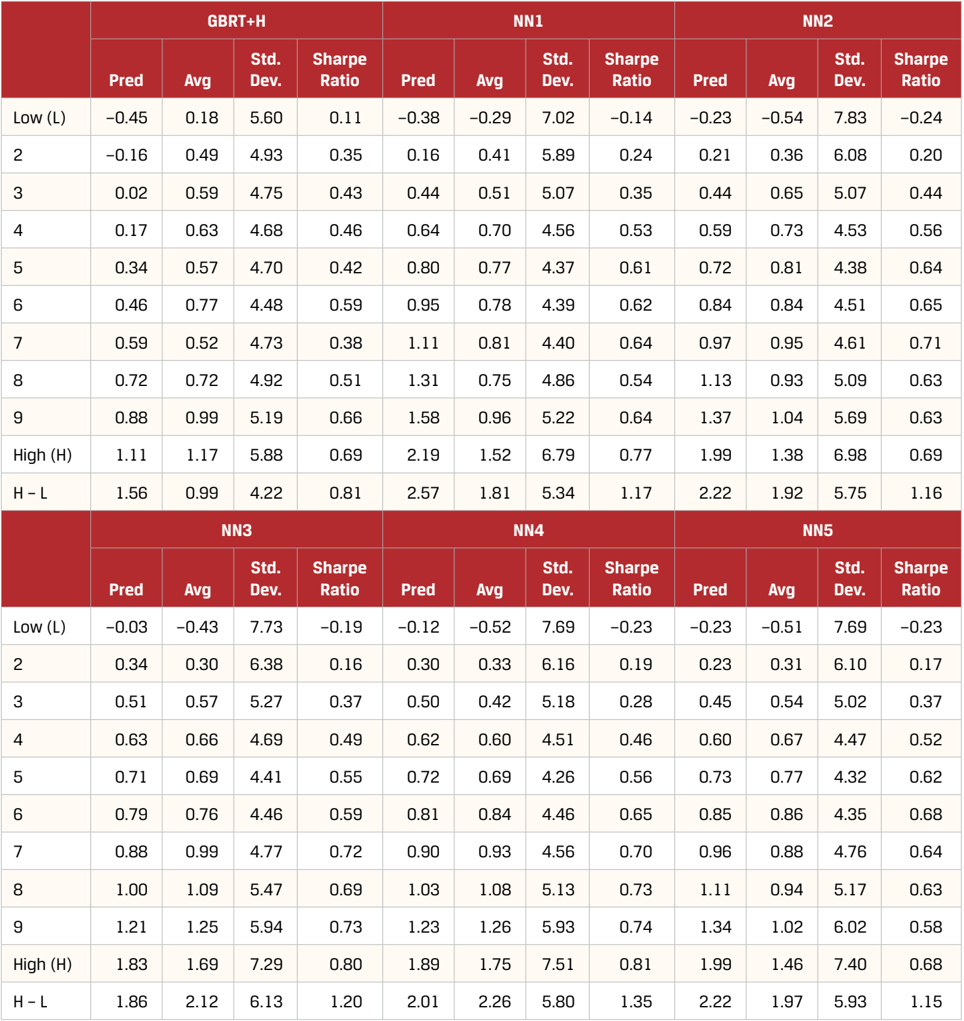 GBRT+H NN1 NN2
Pred Avg Std. Dev. Sharpe Ratio Pred Avg Std. Dev. Sharpe Ratio Pred Avg Std. Dev. Sharpe Ratio
Low (L) −0.45 0.18 5.60 0.11 −0.38 −0.29 7.02 −0.14 −0.23 −0.54 7.83 −0.24
2 −0.16 0.49 4.93 0.35 0.16 0.41 5.89 0.24 0.21 0.36 6.08 0.20
3 0.02 0.59 4.75 0.43 0.44 0.51 5.07 0.35 0.44 0.65 5.07 0.44
4 0.17 0.63 4.68 0.46 0.64 0.70 4.56 0.53 0.59 0.73 4.53 0.56
5 0.34 0.57 4.70 0.42 0.80 0.77 4.37 0.61 0.72 0.81 4.38 0.64
6 0.46 0.77 4.48 0.59 0.95 0.78 4.39 0.62 0.84 0.84 4.51 0.65
7 0.59 0.52 4.73 0.38 1.11 0.81 4.40 0.64 0.97 0.95 4.61 0.71
8 0.72 0.72 4.92 0.51 1.31 0.75 4.86 0.54 1.13 0.93 5.09 0.63
9 0.88 0.99 5.19 0.66 1.58 0.96 5.22 0.64 1.37 1.04 5.69 0.63
High (H) 1.11 1.17 5.88 0.69 2.19 1.52 6.79 0.77 1.99 1.38 6.98 0.69
H – L 1.56 0.99 4.22 0.81 2.57 1.81 5.34 1.17 2.22 1.92 5.75 1.16
NN3 NN4 NN5
Pred Avg Std. Dev. Sharpe Ratio Pred Avg Std. Dev. Sharpe Ratio Pred Avg Std. Dev. Sharpe Ratio
Low (L) −0.03 −0.43 7.73 −0.19 −0.12 −0.52 7.69 −0.23 −0.23 −0.51 7.69 −0.23
2 0.34 0.30 6.38 0.16 0.30 0.33 6.16 0.19 0.23 0.31 6.10 0.17
3 0.51 0.57 5.27 0.37 0.50 0.42 5.18 0.28 0.45 0.54 5.02 0.37
4 0.63 0.66 4.69 0.49 0.62 0.60 4.51 0.46 0.60 0.67 4.47 0.52
5 0.71 0.69 4.41 0.55 0.72 0.69 4.26 0.56 0.73 0.77 4.32 0.62
6 0.79 0.76 4.46 0.59 0.81 0.84 4.46 0.65 0.85 0.86 4.35 0.68
7 0.88 0.99 4.77 0.72 0.90 0.93 4.56 0.70 0.96 0.88 4.76 0.64
8 1.00 1.09 5.47 0.69 1.03 1.08 5.13 0.73 1.11 0.94 5.17 0.63
9 1.21 1.25 5.94 0.73 1.23 1.26 5.93 0.74 1.34 1.02 6.02 0.58
High (H) 1.83 1.69 7.29 0.80 1.89 1.75 7.51 0.81 1.99 1.46 7.40 0.68
H – L 1.86 2.12 6.13 1.20 2.01 2.26 5.80 1.35 2.22 1.97 5.93 1.15